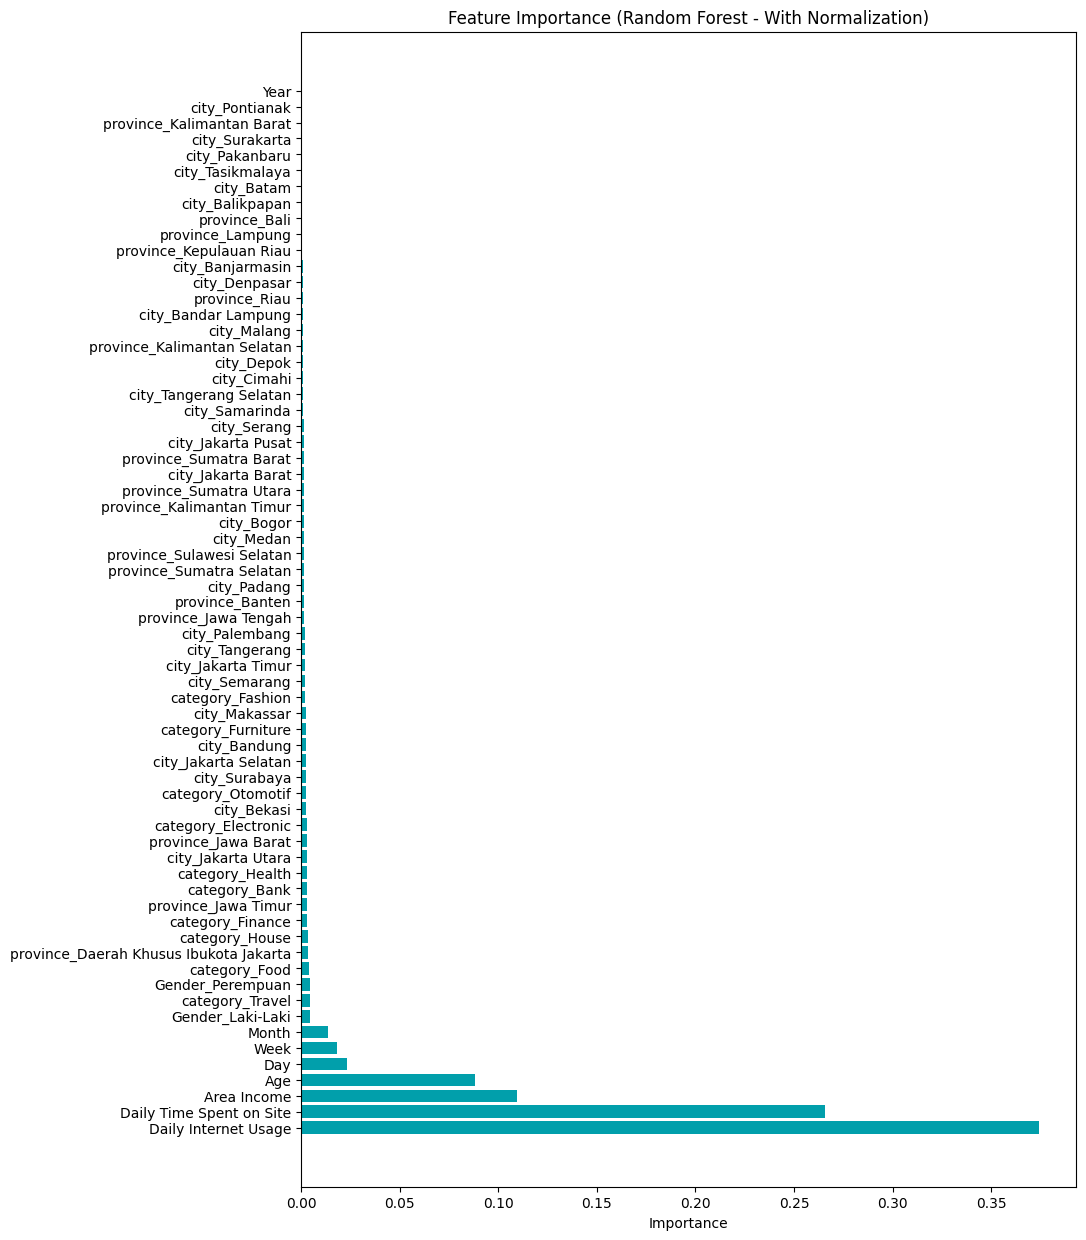 Feature Importance (Random Forest - With Normalization)
Year
city_Pontianak
province_Kalimantan Barat
city_Surakarta
city_Pakanbaru
city_Tasikmalaya
city_Batam
city_Balikpapan
province_Bali
province_Lampung
province_Kepulauan Riau
city_Banjarmasin
city_Denpasar
province_Riau
city_Bandar Lampung
city_Malang
province_Kalimantan Selatan
city_Depok
city_Cimahi
city_Tangerang Selatan
city_Samarinda
city_Serang
city_Jakarta Pusat
province_Sumatra Barat
city_Jakarta Barat
province_Sumatra Utara
province_Kalimantan Timur
city_Bogor
city_Medan
province_Sulawesi Selatan
province_Sumatra Selatan
city_Padang
province_Banten
province_Jawa Tengah
city_Palembang
city_Tangerang
city_Jakarta Timur
city_Semarang
category_Fashion
city_Makassar
category_Furniture
city_Bandung
city_Jakarta Selatan
city_Surabaya
category_Otomotif
city_Bekasi
category_Electronic
province_Jawa Barat
city_Jakarta Utara
category_Health
category_Bank
province_Jawa Timur
category_Finance
category_House
province_Daerah Khusus Ibukota Jakarta
category_Food
Gender_Perempuan
category_Travel
Gender_Laki-Laki
Month
Week
Day
Age
Area Income
Daily Time Spent on Site
Daily Internet Usage
0.00 0.05 0.10 0.15 0.20 0.25 0.30 0.35
Importance